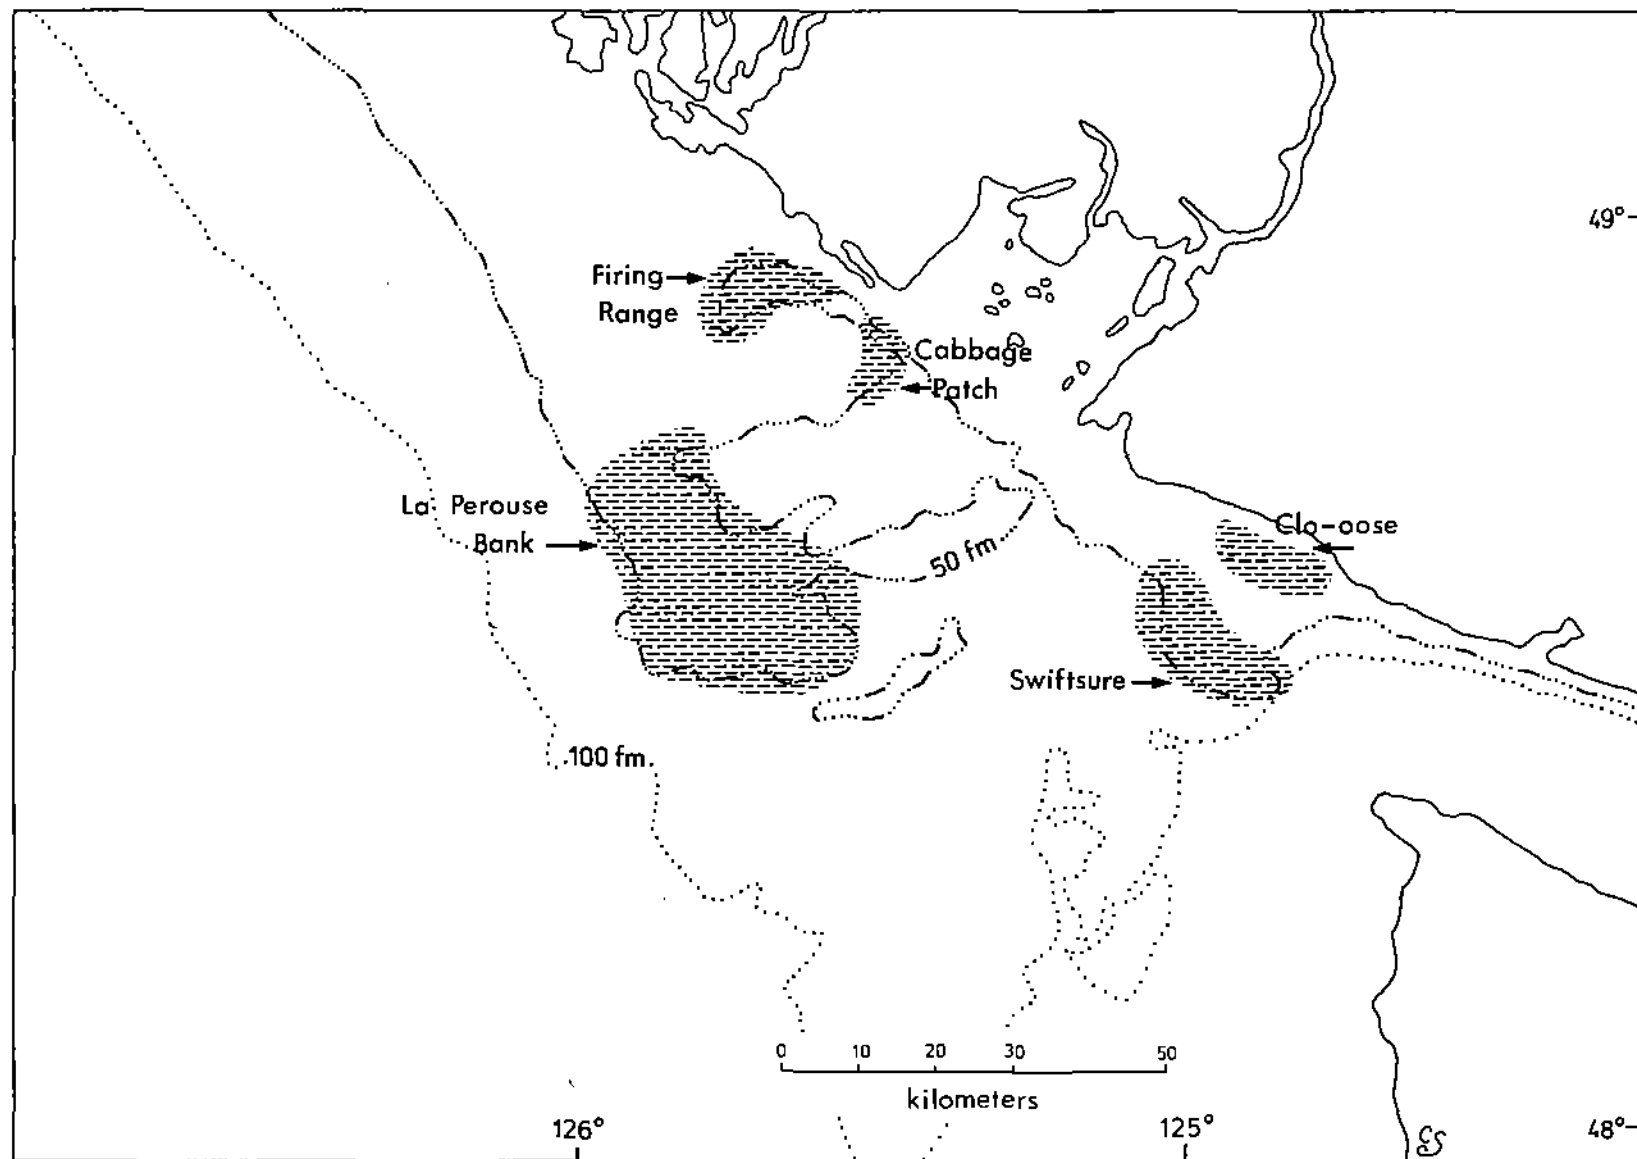 49°
Firing
Range
Cabbage
Patch
La Perouse
Bank
Clo-oose
50 fm
Swiftsure
100 fm
0 10 20 30 50
kilometers
126°
125°
48°